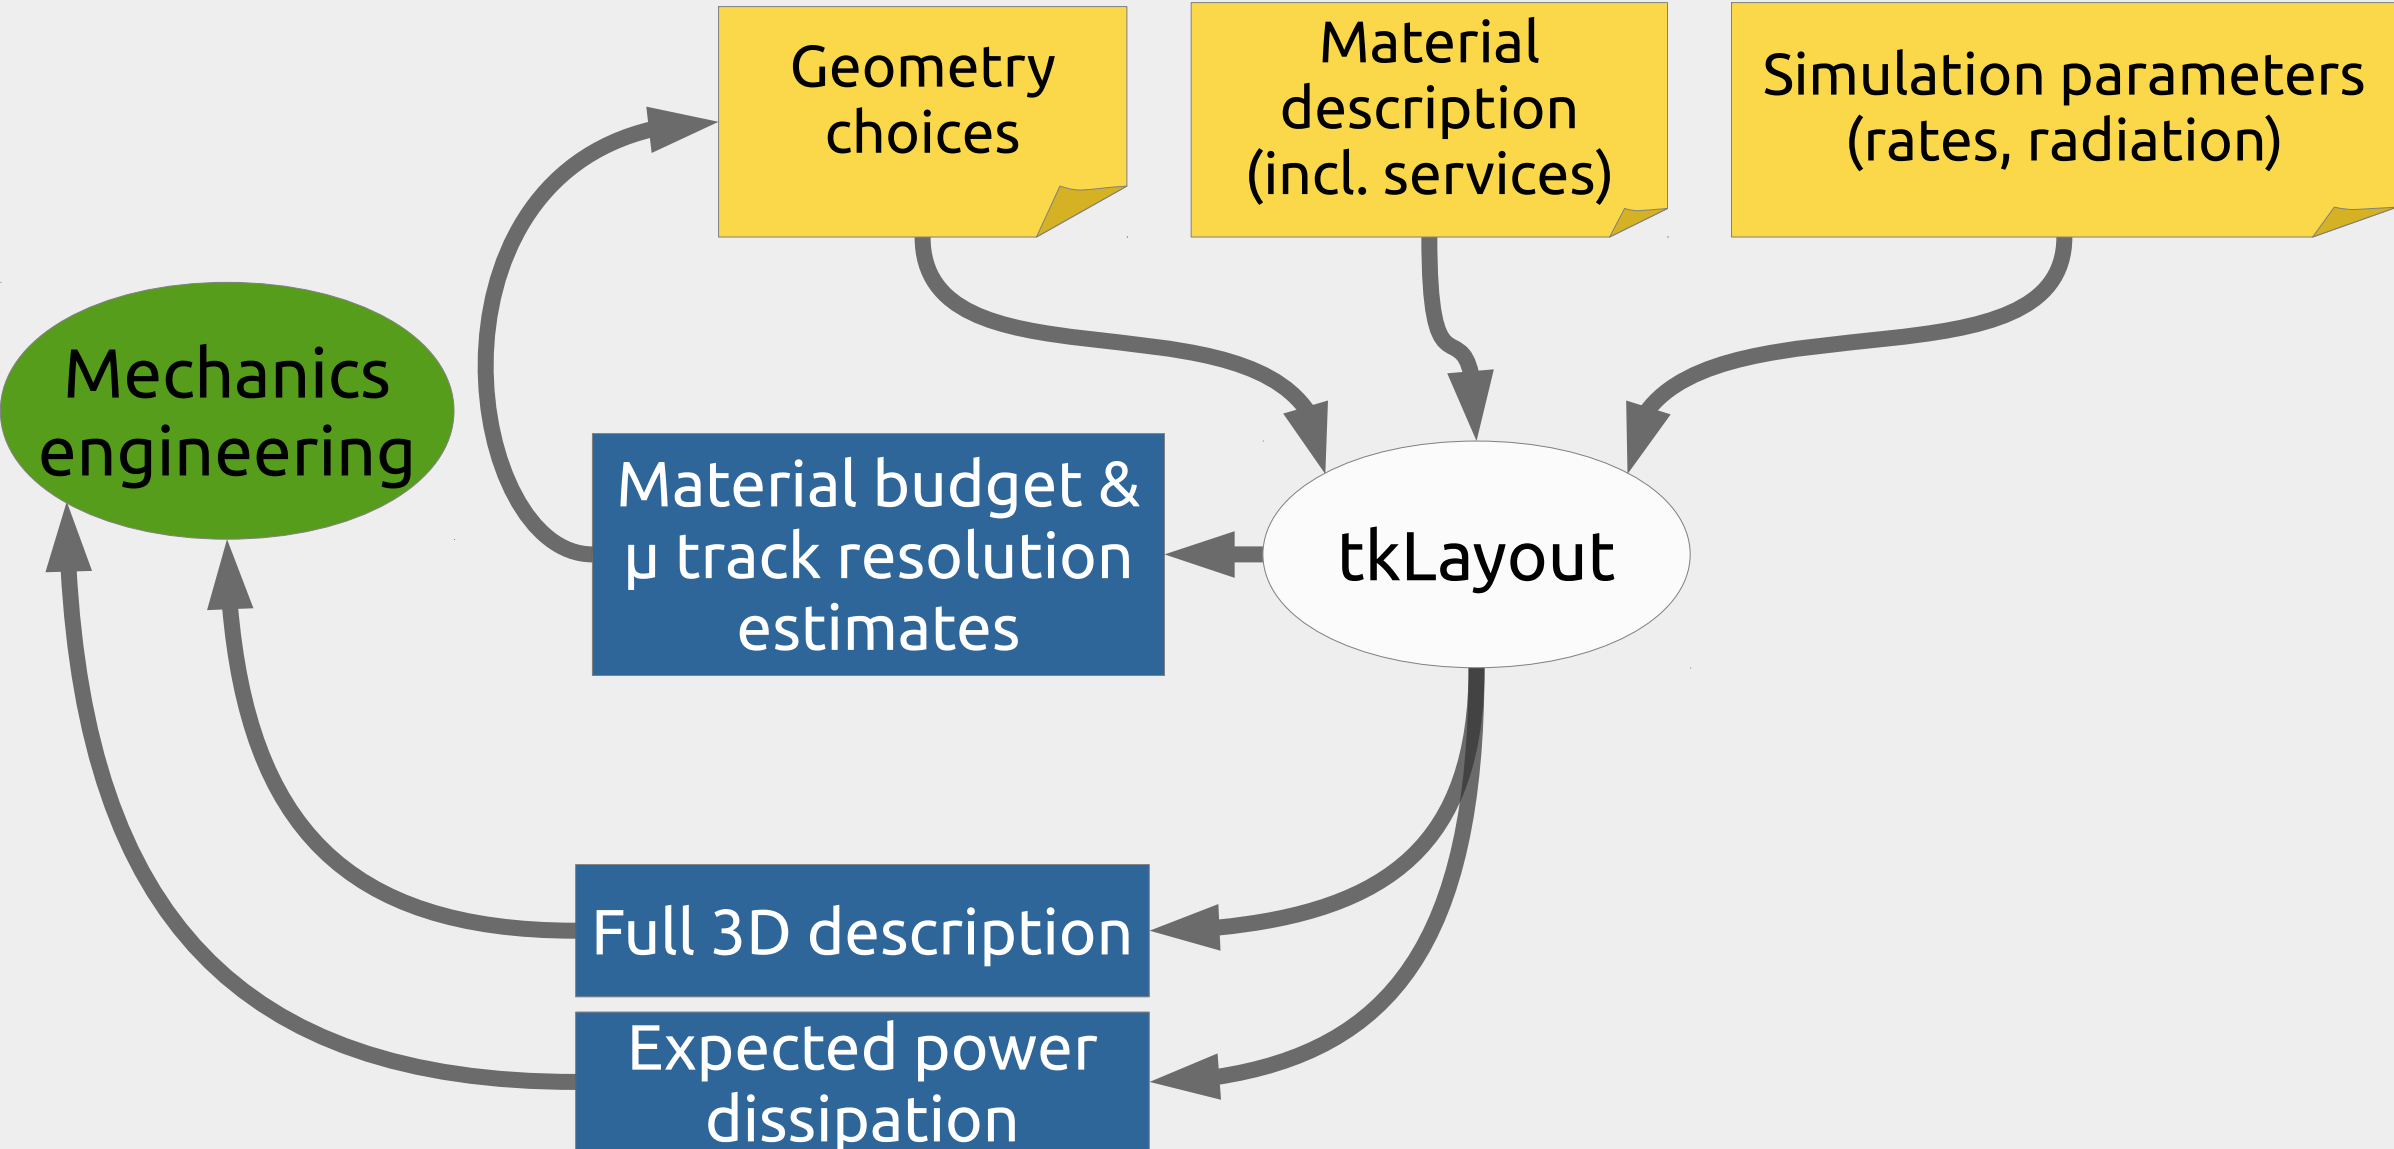 Geometry
choices
Material
description
(incl. services)
Simulation parameters
(rates, radiation)
Mechanics
engineering
Material budget &
µ track resolution
estimates
tkLayout
Full 3D description
Expected power
dissipation